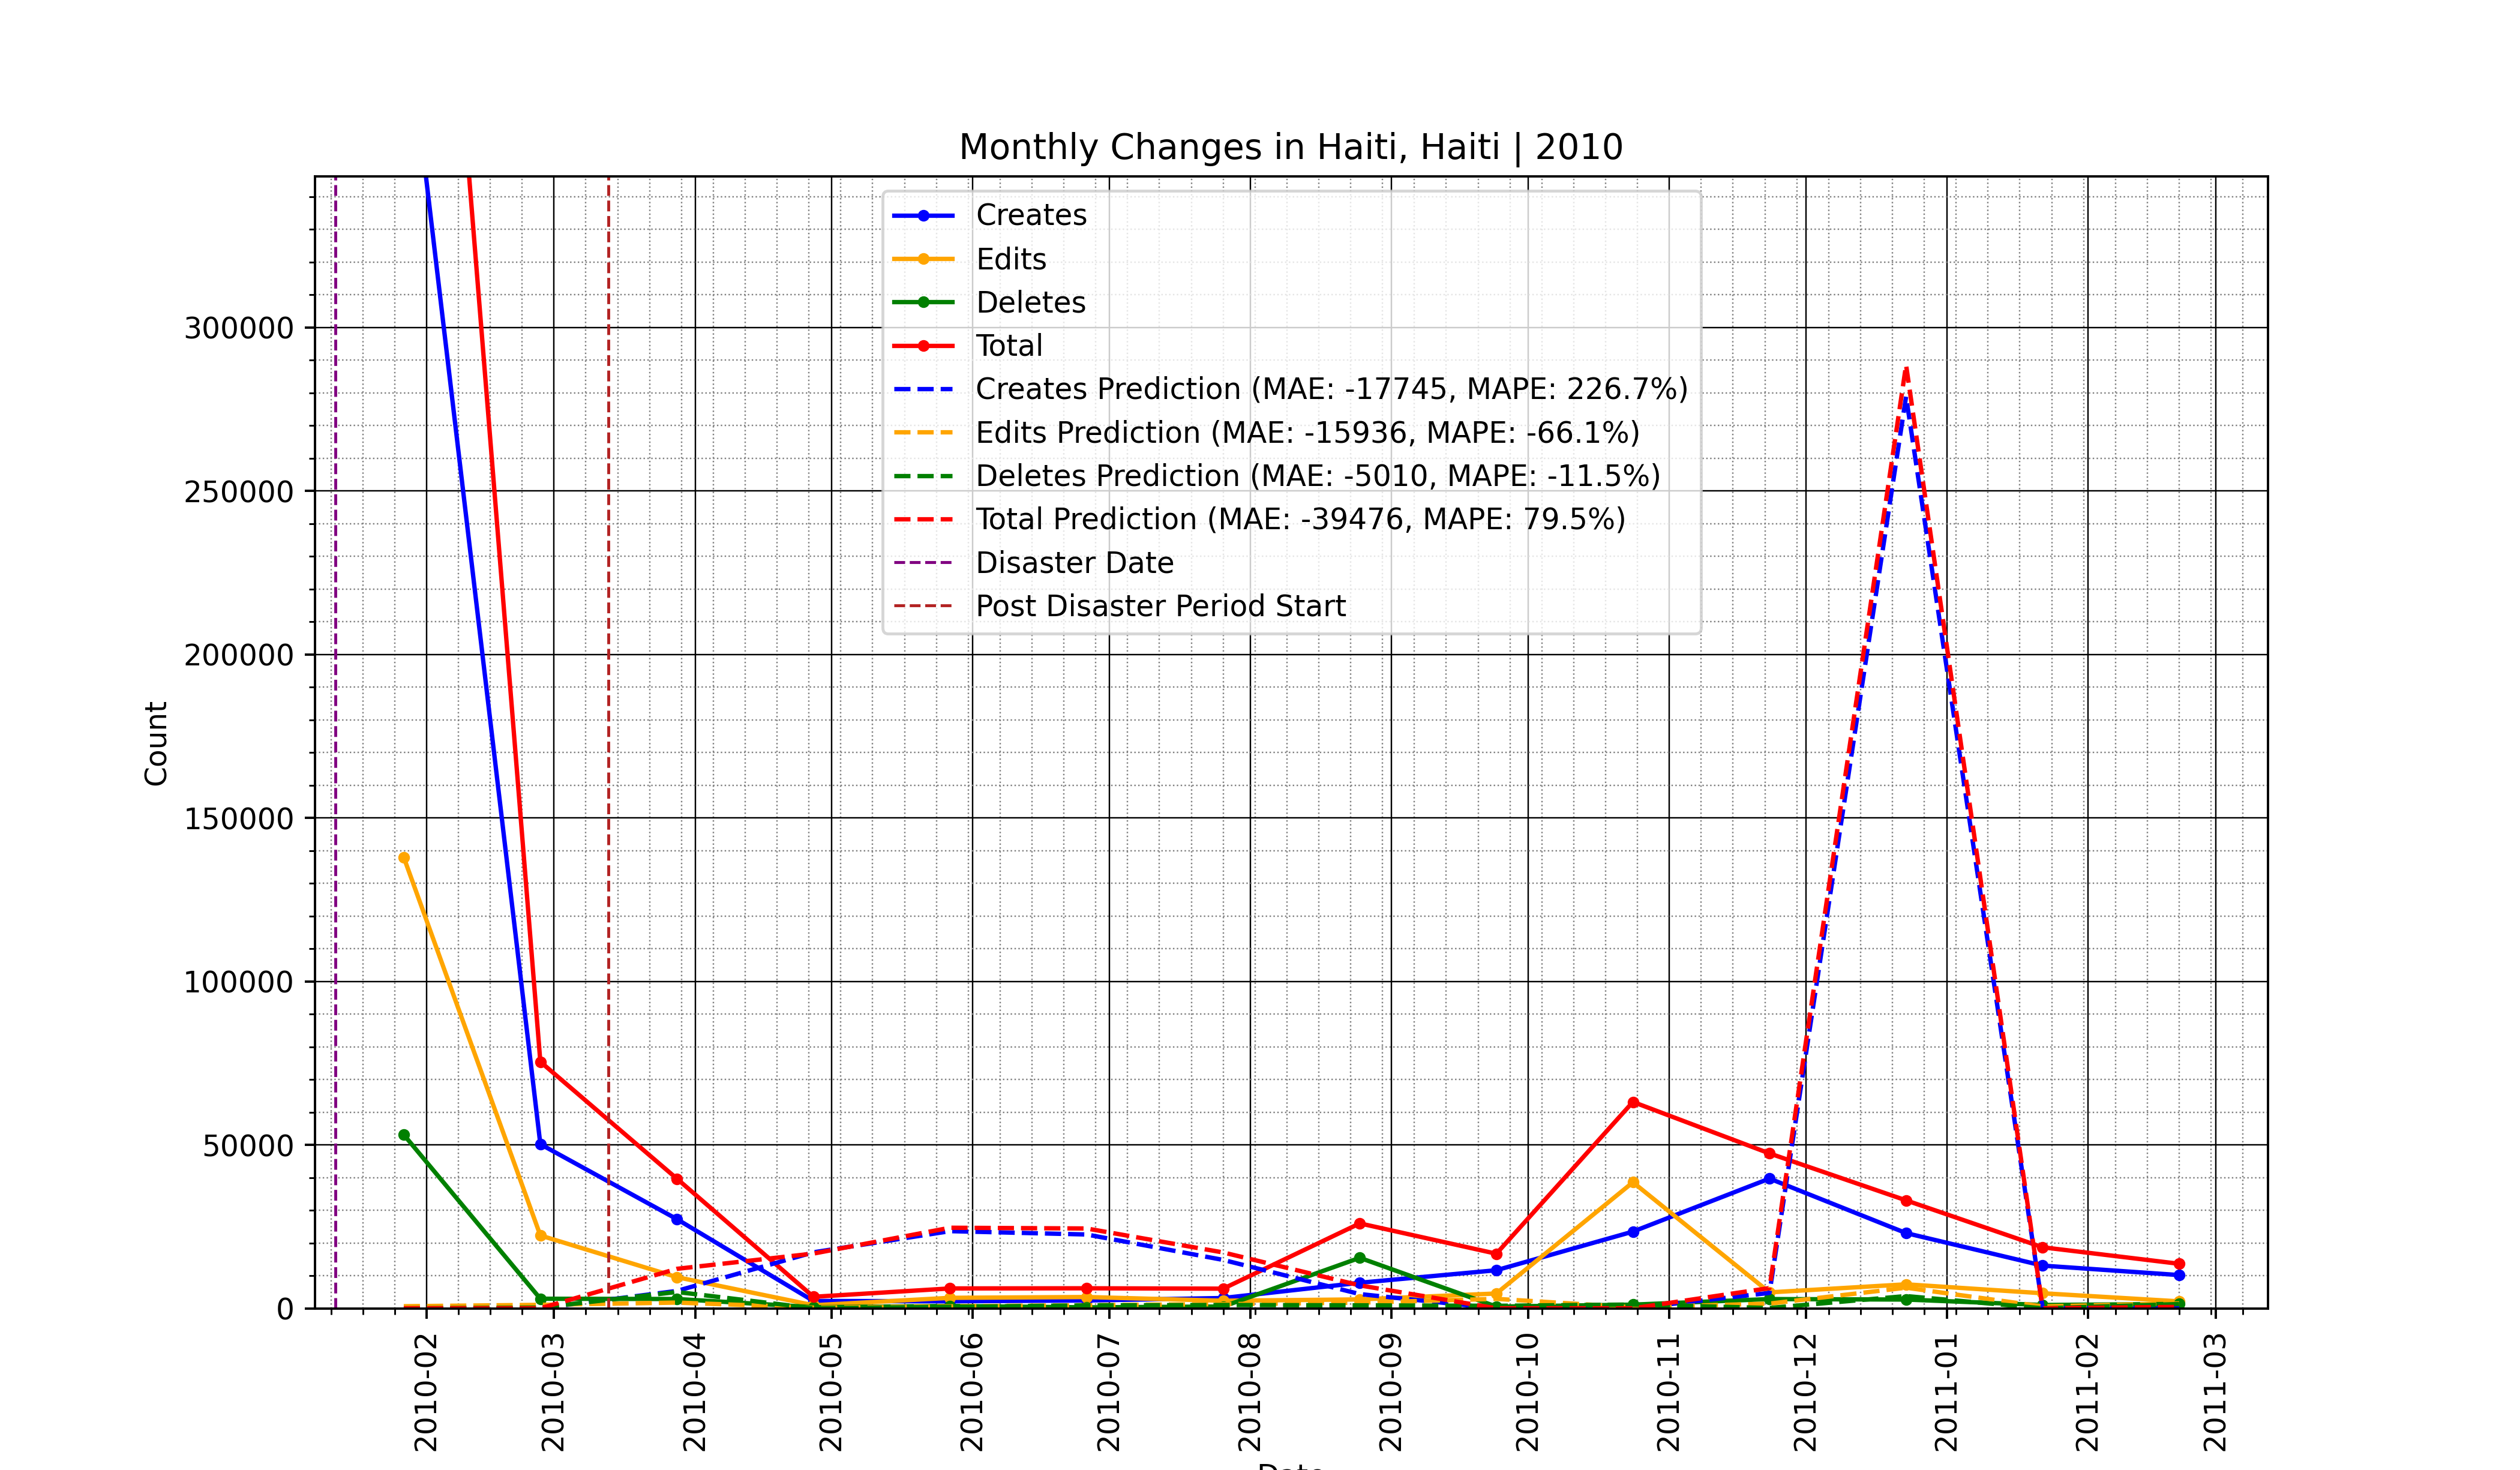 Monthly Changes in Haiti, Haiti | 2010
Creates
Edits
Deletes
Total
Creates Prediction (MAE: -17745, MAPE: 226.7%)
Edits Prediction (MAE: -15936, MAPE: -66.1%)
Deletes Prediction (MAE: -5010, MAPE: -11.5%)
Total Prediction (MAE: -39476, MAPE: 79.5%)
Disaster Date
Post Disaster Period Start
Count
300000
250000
200000
150000
100000
50000
0
2010-02
2010-03
2010-04
2010-05
2010-06
2010-07
2010-08
2010-09
2010-10
2010-11
2010-12
2011-01
2011-02
2011-03
Date